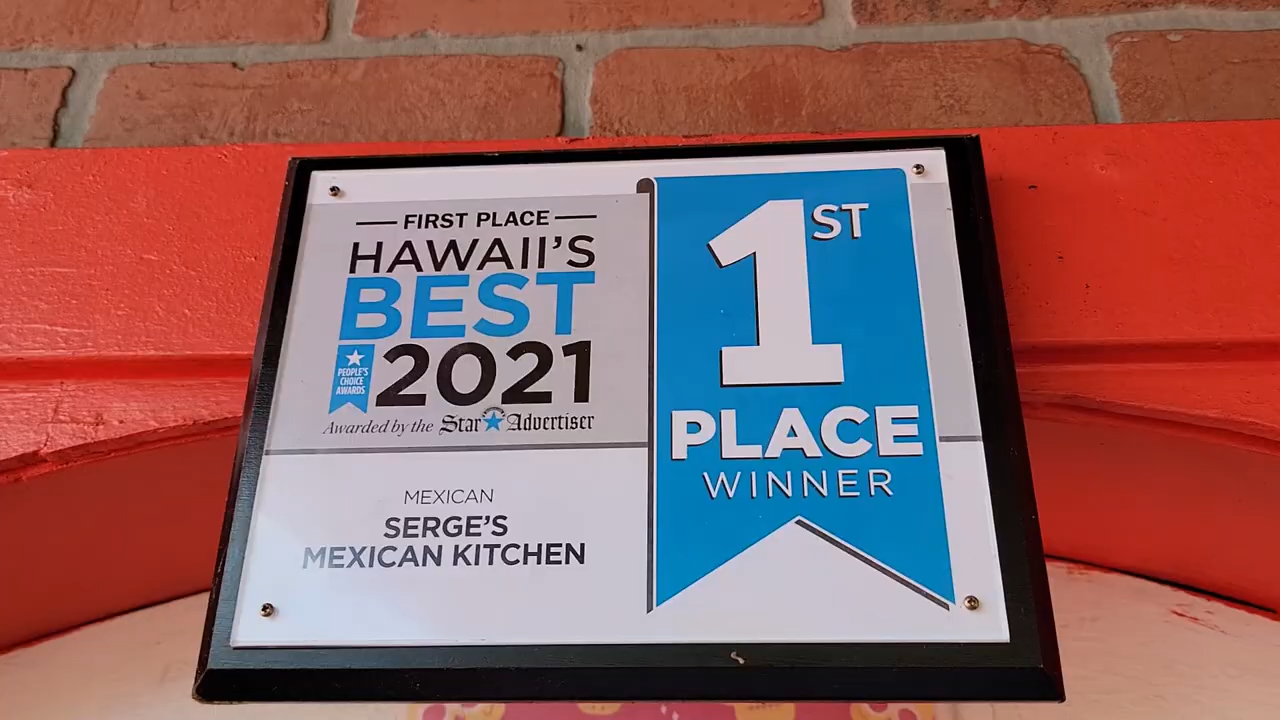 FIRST PLACE
HAWAII'S
BEST
2021
PEOPLE'S
CHOICE
AWARDS
Awarded by the Star Advertiser
MEXICAN
SERGE'S
MEXICAN KITCHEN
1ST
PLACE
WINNER